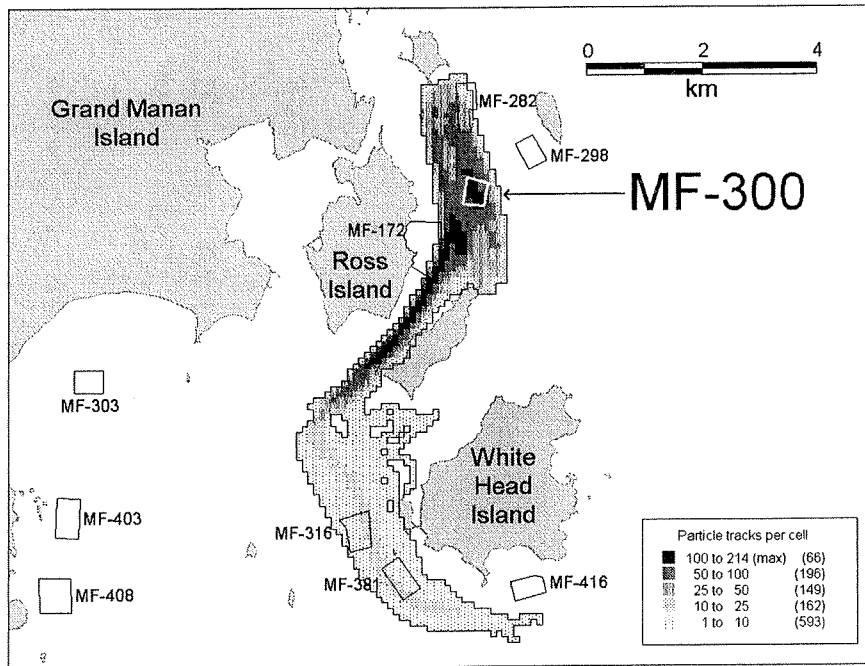 0 2 4
km
Grand Manan
Island
MF-282
MF-298
MF-300
MF-172
Ross
Island
MF-303
White
Head
Island
MF-403
MF-316
MF-381
MF-408
MF-416
Particle tracks per cell
100 to 214 (max) (66)
50 to 100 (196)
25 to 50 (149)
10 to 25 (162)
1 to 10 (593)